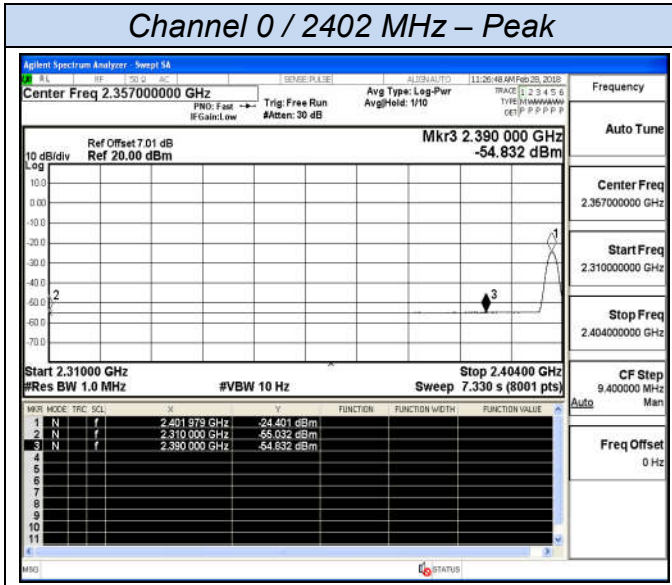 Channel 0 / 2402 MHz – Peak
Agilent Spectrum Analyzer - Swept SA
RL RF 50 Ω AC SENSE:PULSE ALIGNAUTO 11:26:48 AM Feb 28, 2018
Center Freq 2.357000000 GHz
PNO: Fast
IFGain:Low
Trig: Free Run
#Atten: 30 dB
Avg Type: Log-Pwr
Avg|Hold: 1/10
TRACE 1 2 3 4 5 6
TYPE MWWWWW
DET P P P P P P
Ref Offset 7.01 dB
10 dB/div Ref 20.00 dBm
Log
Mkr3 2.390 000 GHz
-54.832 dBm
10.0
0.00
-10.0
-20.0
-30.0
-40.0
-50.0
-60.0
-70.0
1
2
3
Start 2.31000 GHz Stop 2.40400 GHz
#Res BW 1.0 MHz #VBW 10 Hz Sweep 7.330 s (8001 pts)
MKR MODE TRC SCL X Y FUNCTION FUNCTION WIDTH FUNCTION VALUE
1 N f 2.401 979 GHz -24.401 dBm
2 N f 2.310 000 GHz -55.032 dBm
3 N f 2.390 000 GHz -54.832 dBm
4
5
6
7
8
9
10
11
MSG STATUS
Frequency
Auto Tune
Center Freq
2.357000000 GHz
Start Freq
2.310000000 GHz
Stop Freq
2.404000000 GHz
CF Step
9.400000 MHz
Auto Man
Freq Offset
0 Hz